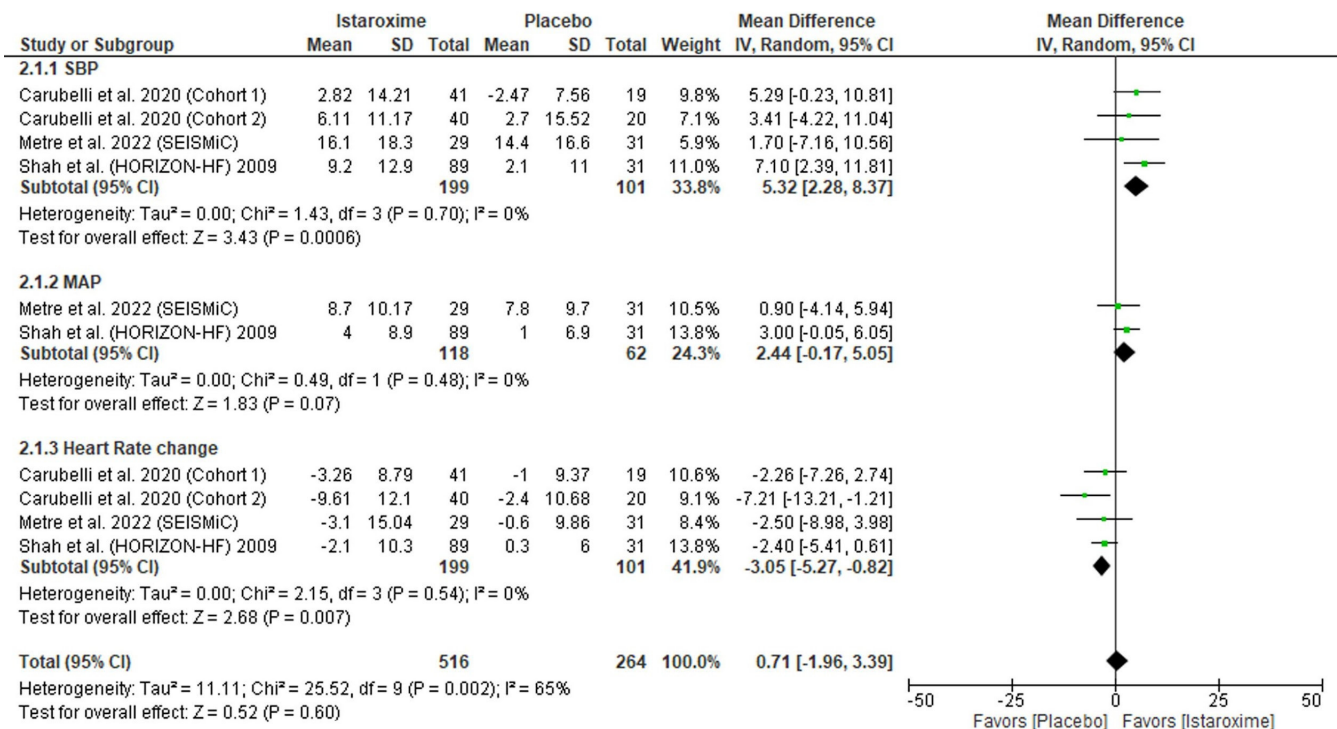 Istaroxime Placebo Mean Difference Mean Difference
Study or Subgroup Mean SD Total Mean SD Total Weight IV, Random, 95% CI IV, Random, 95% CI
2.1.1 SBP
Carubelli et al. 2020 (Cohort 1) 2.82 14.21 41 -2.47 7.56 19 9.8% 5.29 [-0.23, 10.81]
Carubelli et al. 2020 (Cohort 2) 6.11 11.17 40 2.7 15.52 20 7.1% 3.41 [-4.22, 11.04]
Metre et al. 2022 (SEISMiC) 16.1 18.3 29 14.4 16.6 31 5.9% 1.70 [-7.16, 10.56]
Shah et al. (HORIZON-HF) 2009 9.2 12.9 89 2.1 11 31 11.0% 7.10 [2.39, 11.81]
Subtotal (95% CI) 199 101 33.8% 5.32 [2.28, 8.37]
Heterogeneity: Tau² = 0.00; Chi² = 1.43, df = 3 (P = 0.70); I² = 0%
Test for overall effect: Z = 3.43 (P = 0.0006)
2.1.2 MAP
Metre et al. 2022 (SEISMiC) 8.7 10.17 29 7.8 9.7 31 10.5% 0.90 [-4.14, 5.94]
Shah et al. (HORIZON-HF) 2009 4 8.9 89 1 6.9 31 13.8% 3.00 [-0.05, 6.05]
Subtotal (95% CI) 118 62 24.3% 2.44 [-0.17, 5.05]
Heterogeneity: Tau² = 0.00; Chi² = 0.49, df = 1 (P = 0.48); I² = 0%
Test for overall effect: Z = 1.83 (P = 0.07)
2.1.3 Heart Rate change
Carubelli et al. 2020 (Cohort 1) -3.26 8.79 41 -1 9.37 19 10.6% -2.26 [-7.26, 2.74]
Carubelli et al. 2020 (Cohort 2) -9.61 12.1 40 -2.4 10.68 20 9.1% -7.21 [-13.21, -1.21]
Metre et al. 2022 (SEISMiC) -3.1 15.04 29 -0.6 9.86 31 8.4% -2.50 [-8.98, 3.98]
Shah et al. (HORIZON-HF) 2009 -2.1 10.3 89 0.3 6 31 13.8% -2.40 [-5.41, 0.61]
Subtotal (95% CI) 199 101 41.9% -3.05 [-5.27, -0.82]
Heterogeneity: Tau² = 0.00; Chi² = 2.15, df = 3 (P = 0.54); I² = 0%
Test for overall effect: Z = 2.68 (P = 0.007)
Total (95% CI) 516 264 100.0% 0.71 [-1.96, 3.39]
Heterogeneity: Tau² = 11.11; Chi² = 25.52, df = 9 (P = 0.002); I² = 65%
Test for overall effect: Z = 0.52 (P = 0.60)
-50 -25 0 25 50
Favors [Placebo] Favors [Istaroxime]